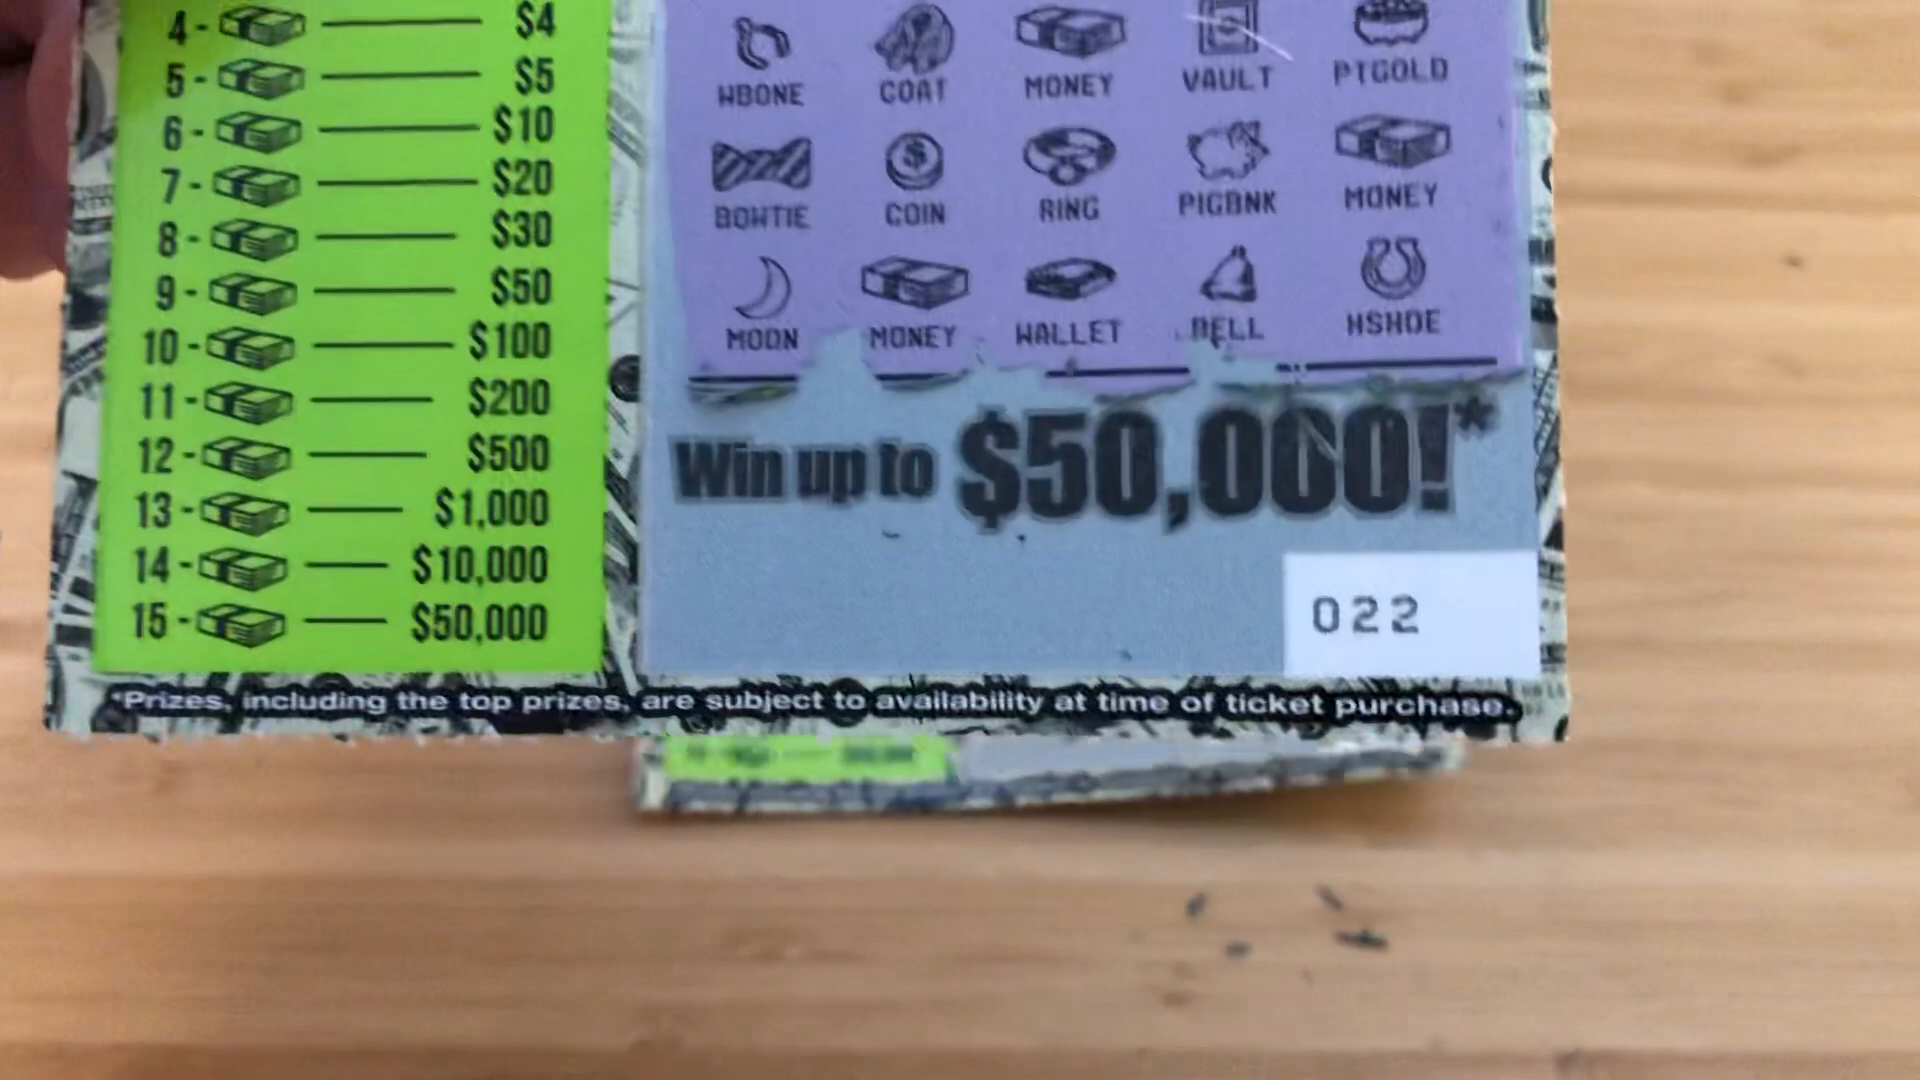 4 - $4
5 - $5
6 - $10
7 - $20
8 - $30
9 - $50
10 - $100
11 - $200
12 - $500
13 - $1,000
14 - $10,000
15 - $50,000
WBONE COAT MONEY VAULT PTGOLD
BOWTIE COIN RING PIGBNK MONEY
MOON MONEY WALLET BELL HSHOE
Win up to $50,000!*
022
*Prizes, including the top prizes, are subject to availability at time of ticket purchase.